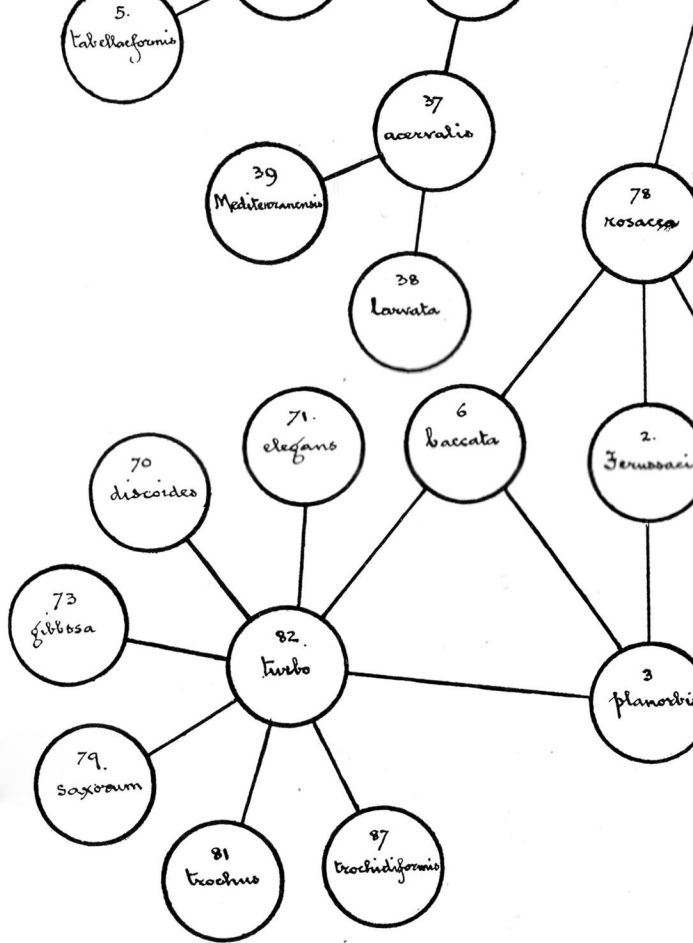 5.
tabellaeformis
37
acervalis
39
Mediterranensis
78
rosacea
38
larvata
71.
elegans
6
baccata
2.
70
discoides
73
gibbosa
82.
turbo
3
79.
saxorum
87
trochidiformis
81
trochus